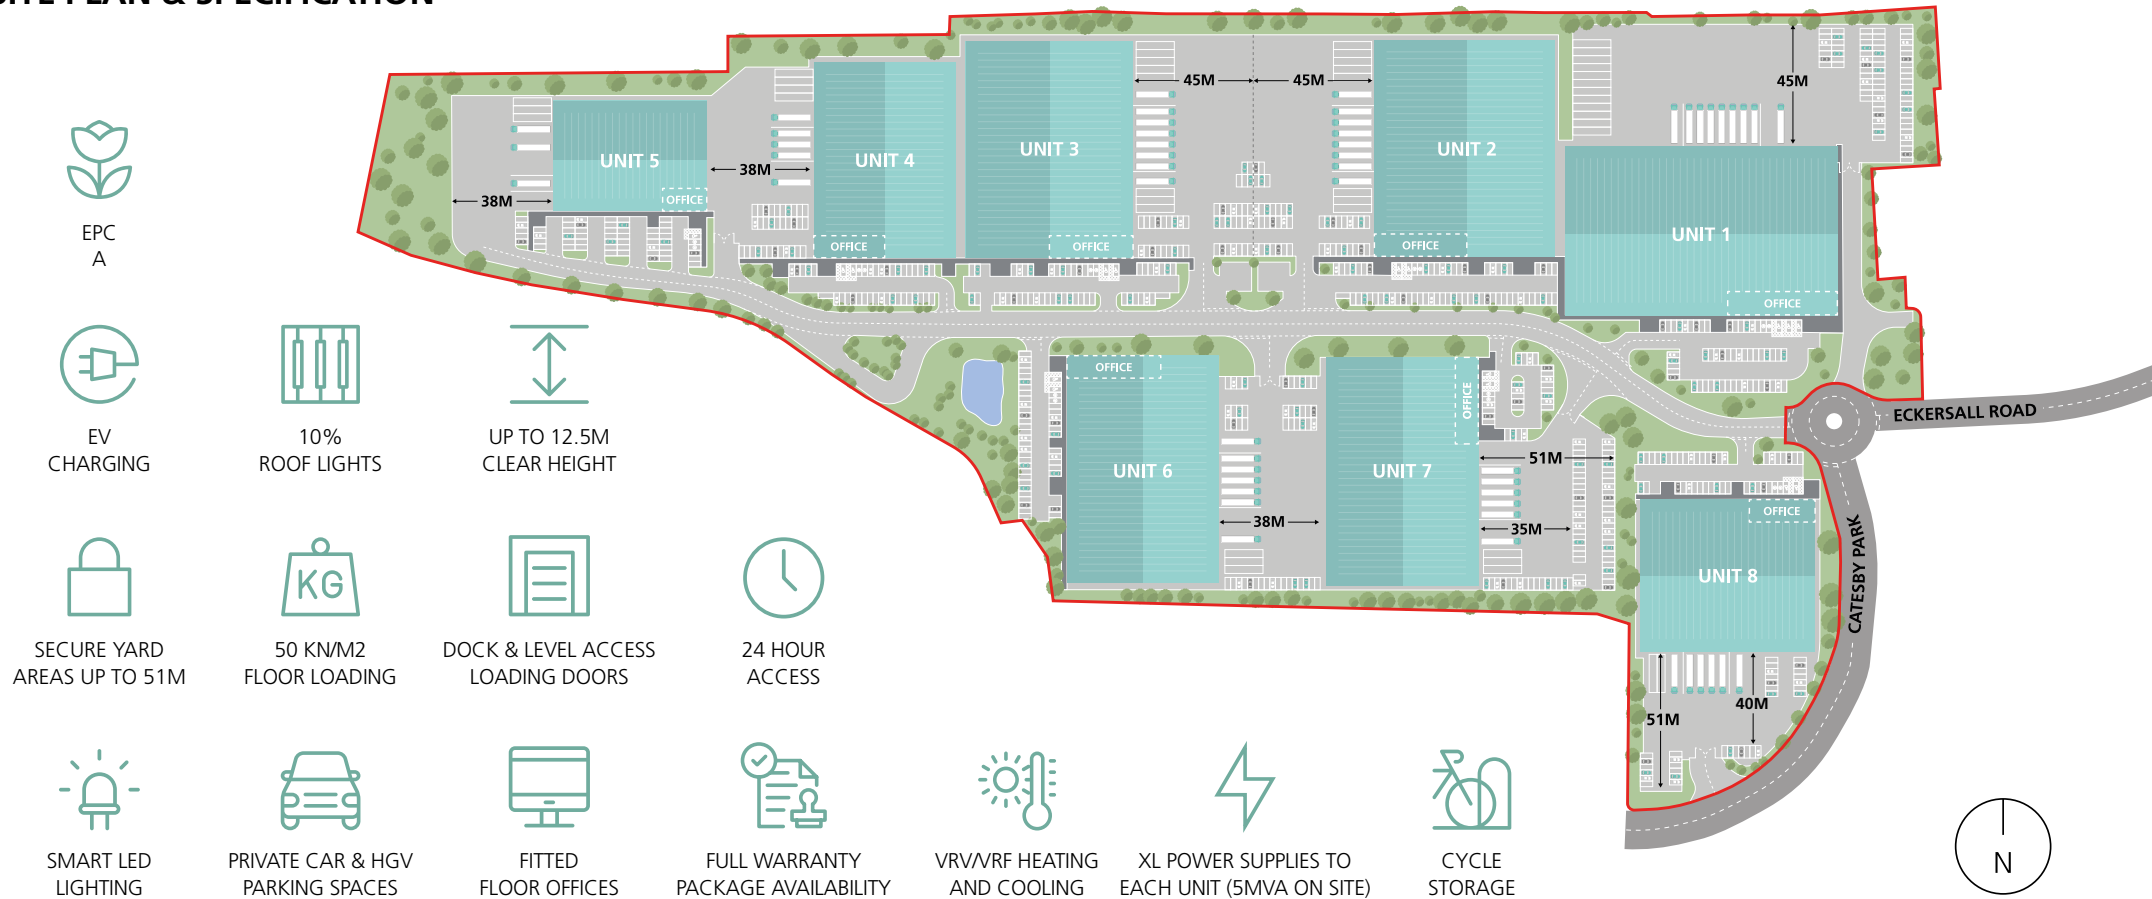 SITE PLAN & SPECIFICATION
EPC
A
EV
CHARGING
10%
ROOF LIGHTS
UP TO 12.5M
CLEAR HEIGHT
SECURE YARD
AREAS UP TO 51M
KG
50 KN/M2
FLOOR LOADING
DOCK & LEVEL ACCESS
LOADING DOORS
24 HOUR
ACCESS
SMART LED
LIGHTING
PRIVATE CAR & HGV
PARKING SPACES
FITTED
FLOOR OFFICES
FULL WARRANTY
PACKAGE AVAILABILITY
VRV/VRF HEATING
AND COOLING
XL POWER SUPPLIES TO
EACH UNIT (5MVA ON SITE)
CYCLE
STORAGE
UNIT 5
OFFICE
38M
38M
UNIT 4
OFFICE
UNIT 3
OFFICE
45M
45M
UNIT 2
OFFICE
45M
UNIT 1
OFFICE
OFFICE
UNIT 6
38M
UNIT 7
OFFICE
51M
35M
OFFICE
UNIT 8
51M
40M
ECKERSALL ROAD
CATESBY PARK
N